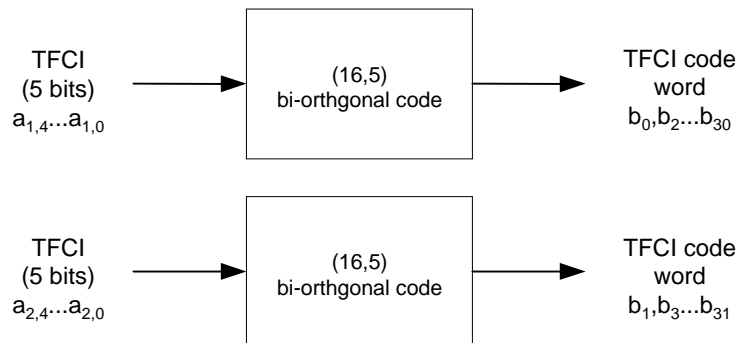 TFCI
(5 bits)
a1,4...a1,0
(16,5)
bi-orthgonal code
TFCI code
word
b0,b2...b30
TFCI
(5 bits)
a2,4...a2,0
(16,5)
bi-orthgonal code
TFCI code
word
b1,b3...b31